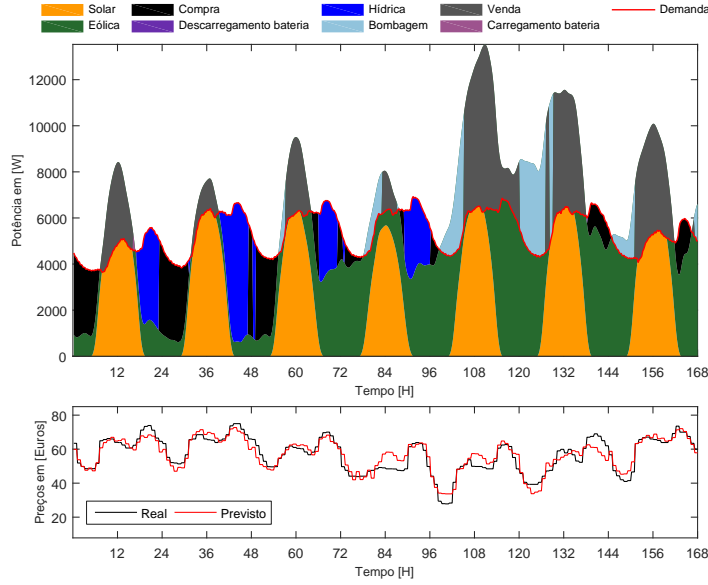 Solar Compra Hídrica Venda Demanda
Eólica Descarregamento bateria Bombagem Carregamento bateria
Potência em [W]
12000
10000
8000
6000
4000
2000
0
12 24 36 48 60 72 84 96 108 120 132 144 156 168
Tempo [H]
Preços em [Euros]
80
60
40
20
Real Previsto
12 24 36 48 60 72 84 96 108 120 132 144 156 168
Tempo [H]